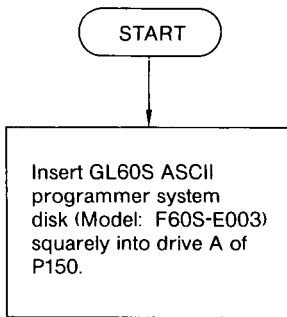 START
Insert GL60S ASCII
programmer system
disk (Model: F60S-E003)
squarely into drive A of
P150.